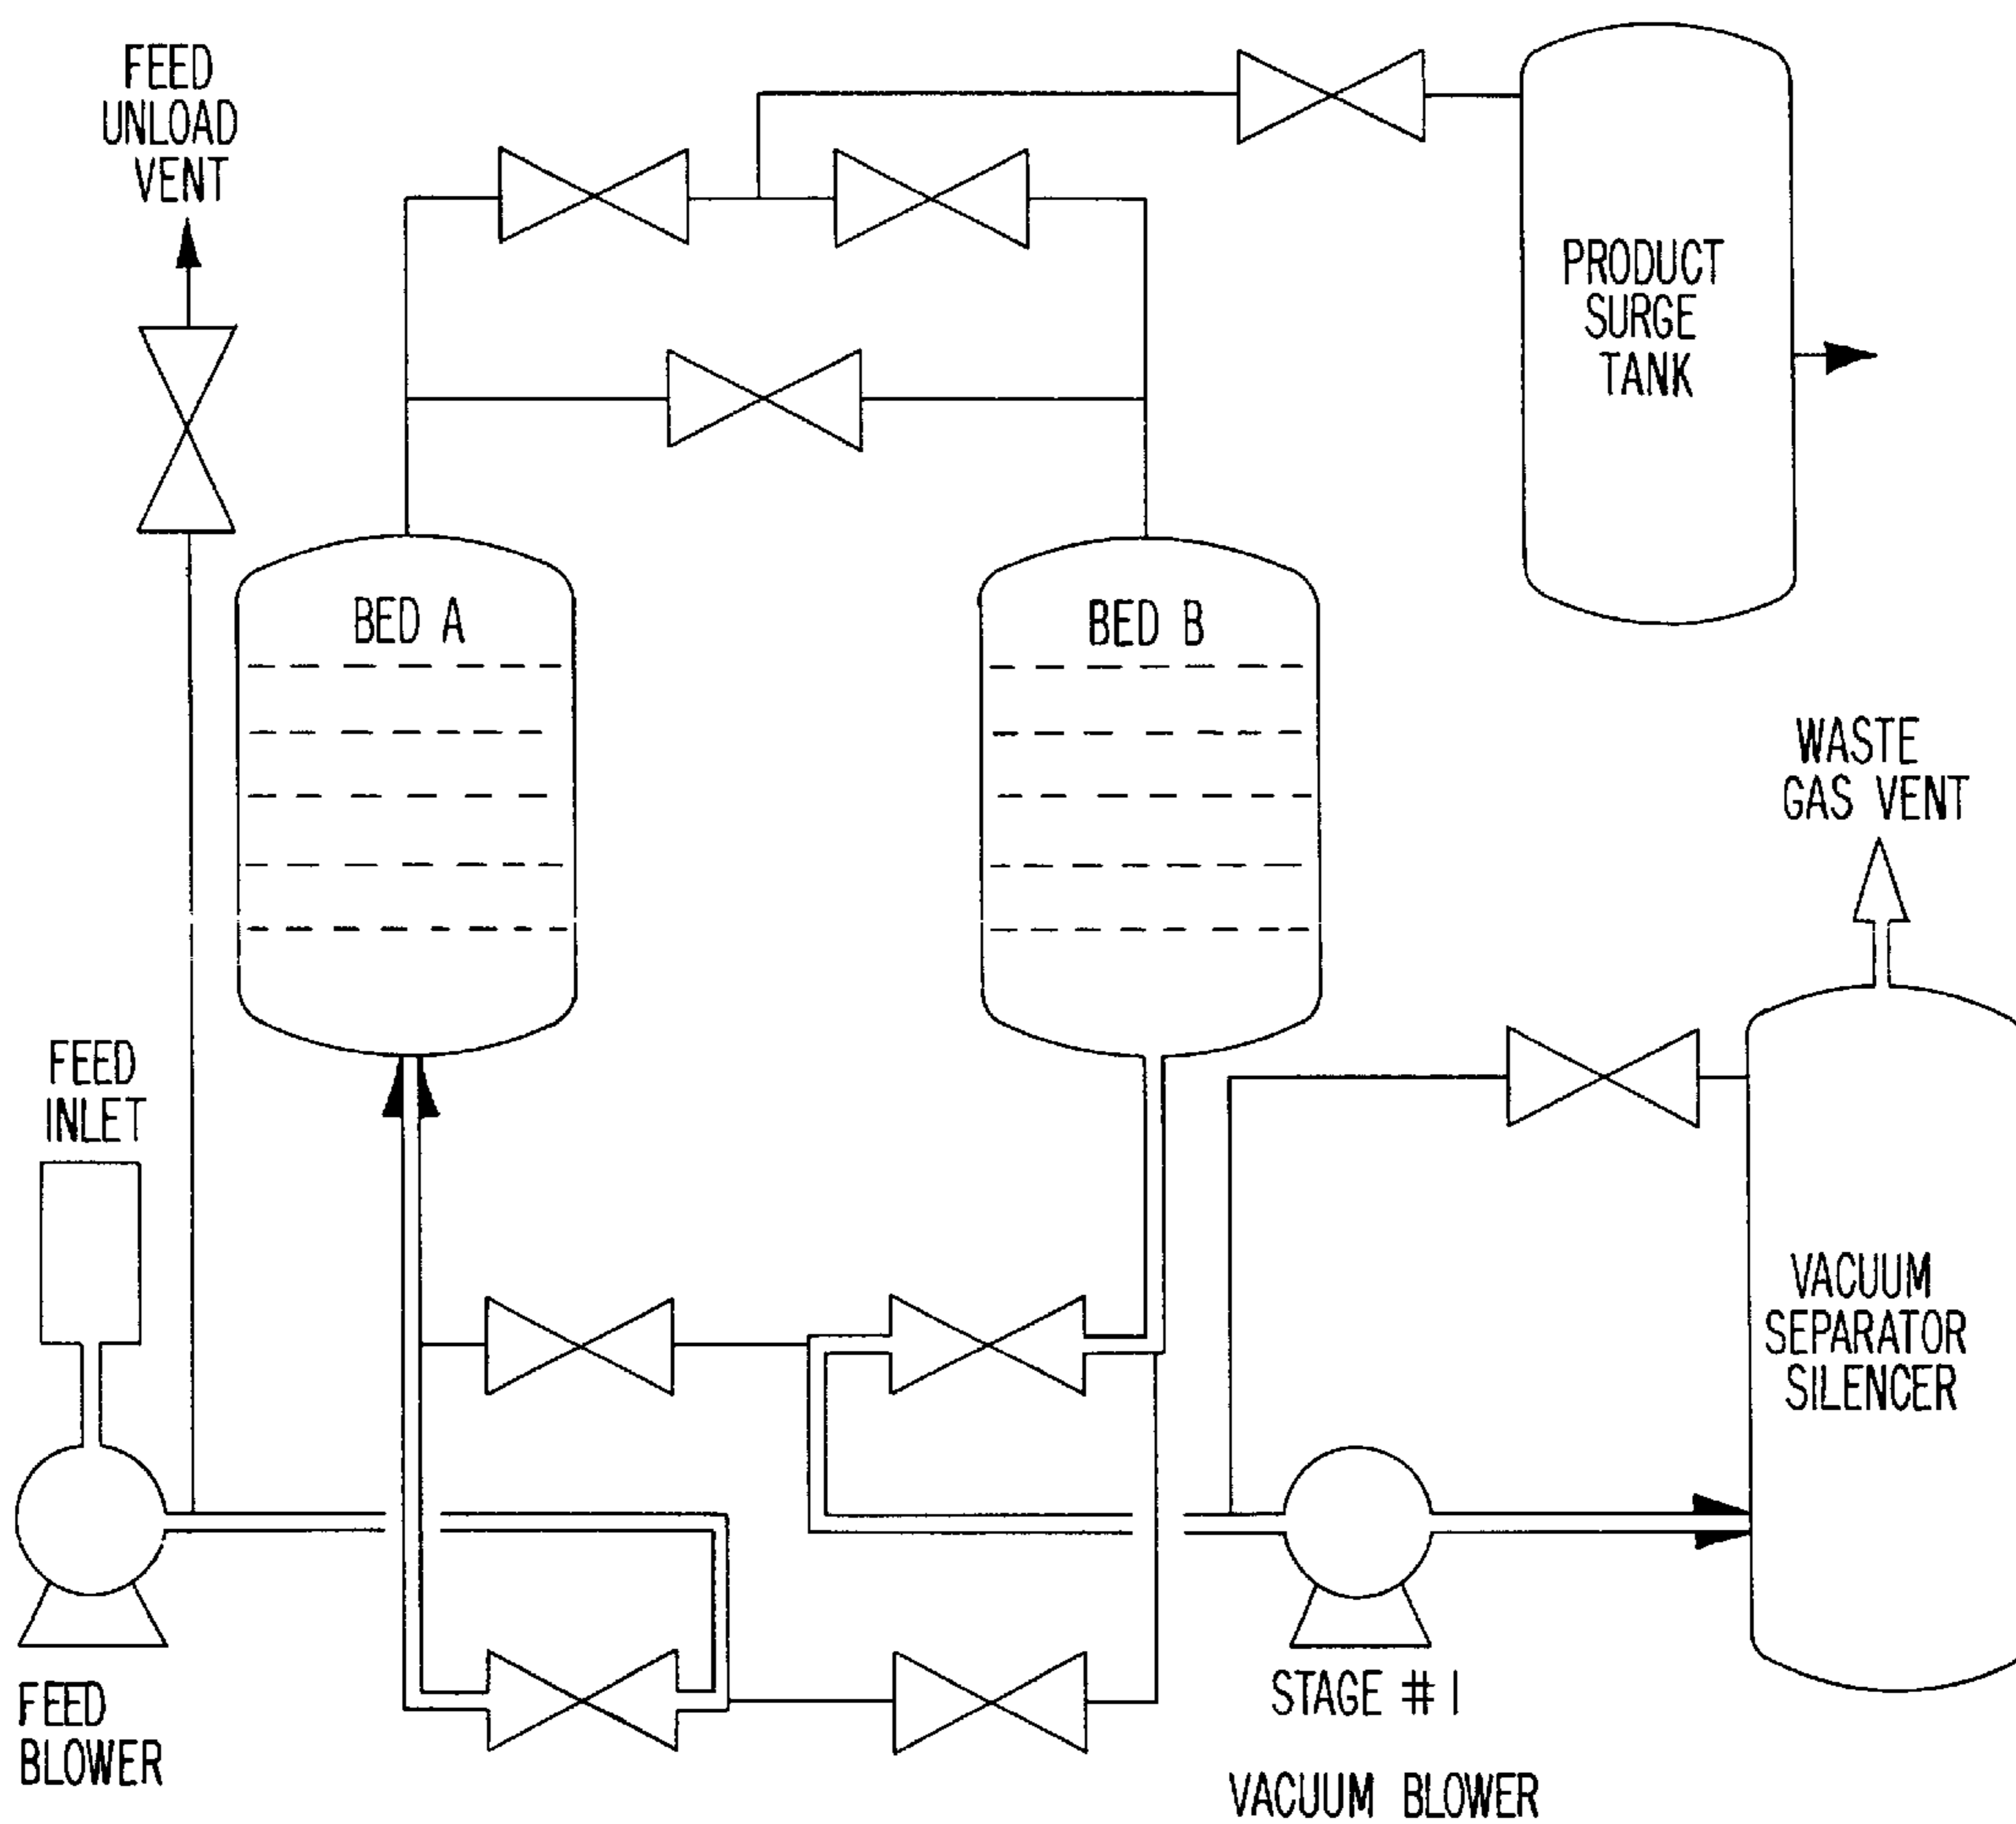 FEED
UNLOAD
VENT
PRODUCT
SURGE
TANK
BED A
BED B
WASTE
GAS VENT
FEED
INLET
VACUUM
SEPARATOR
SILENCER
FEED
BLOWER
STAGE #1
VACUUM BLOWER